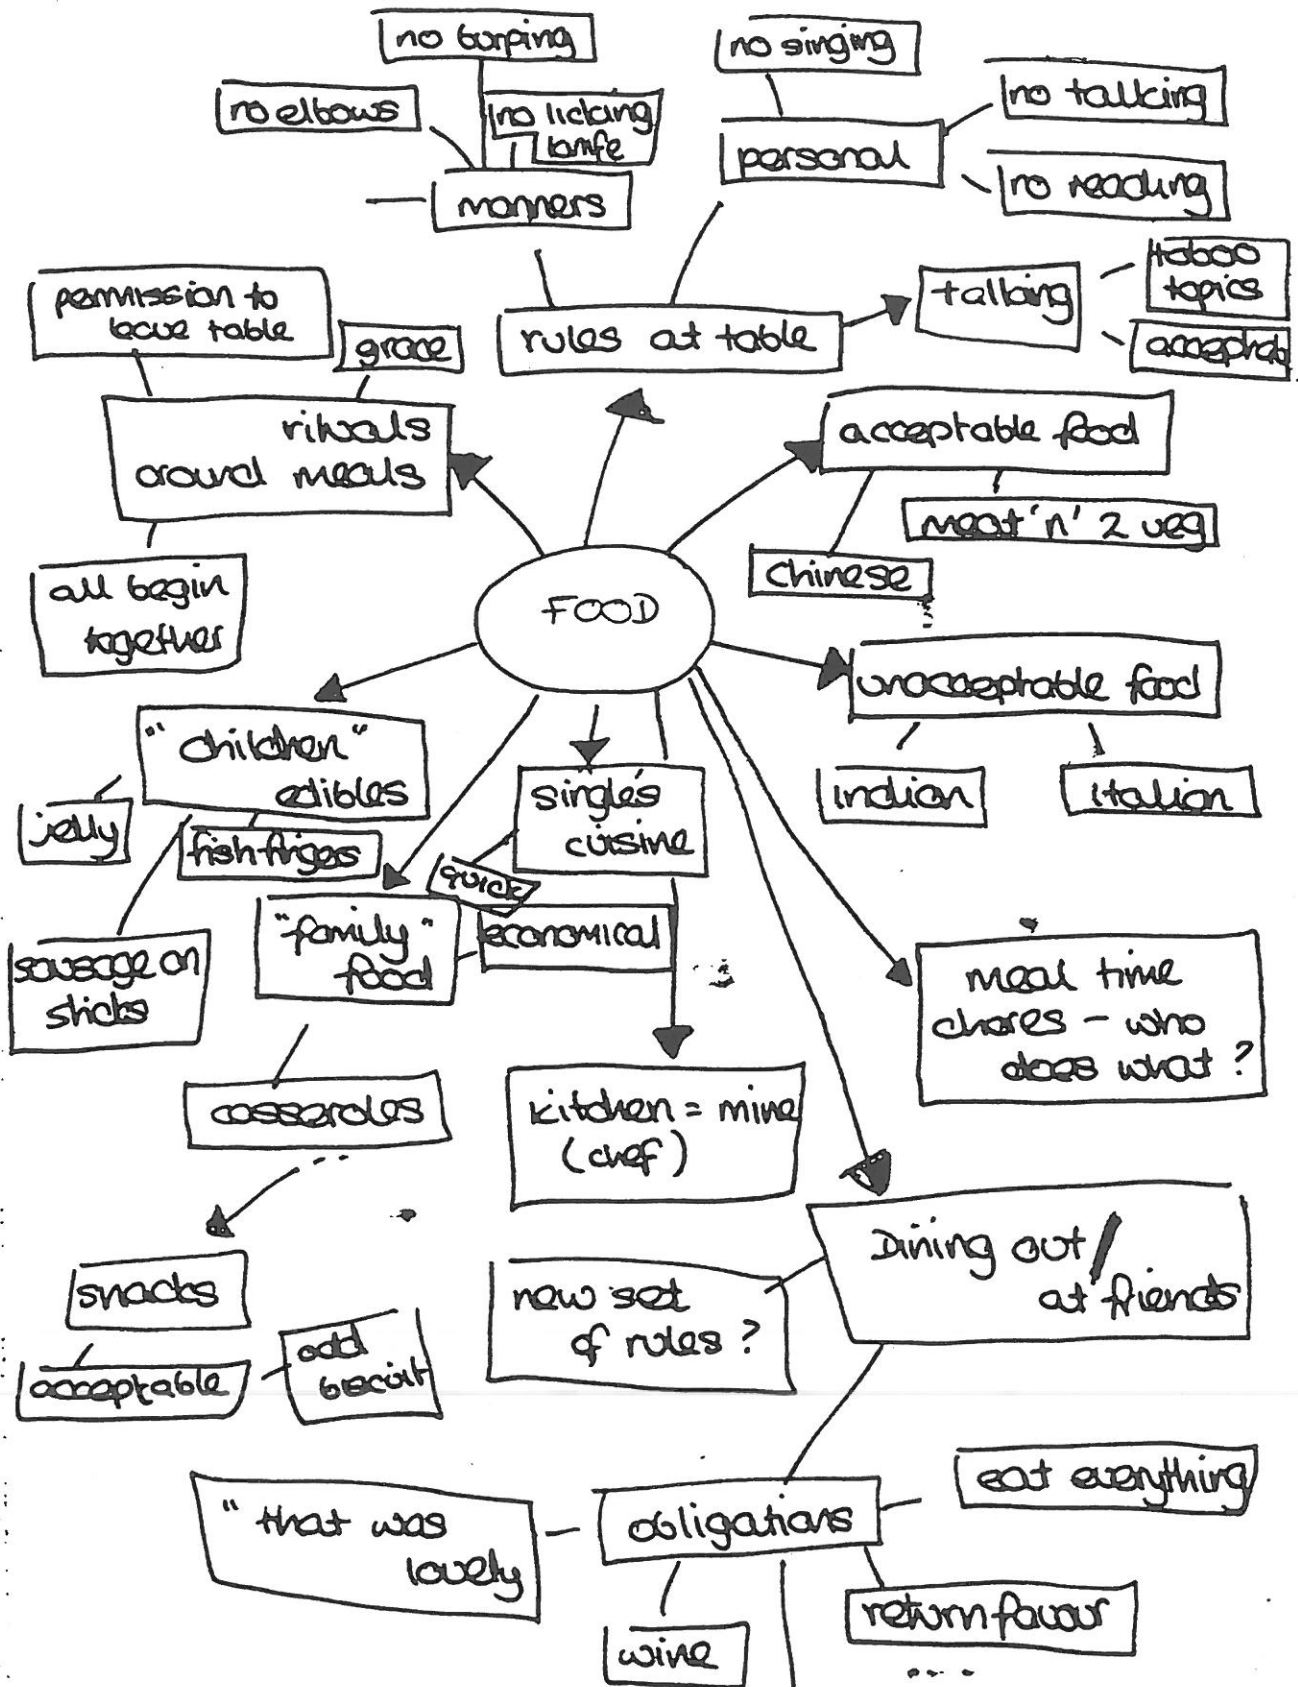 no burping
no singing
no elbows
no licking
knife
no talking
personal
manners
no reading
permission to
leave table
grace
rules at table
talking
taboo
topics
acceptab
rituals
around meals
acceptable food
meat 'n' 2 veg
Chinese
all begin
together
FOOD
unacceptable food
indian
italian
"children"
edibles
jelly
fish figes
single's
cuisine
quick
"family"
food
economical
sausage on
sticks
meal time
chores - who
does what?
casseroles
kitchen = mine
(chef)
Dining out /
at friends
new set
of rules?
snacks
acceptable
odd
biscuit
"that was
lovely
obligations
eat everything
return favour
wine